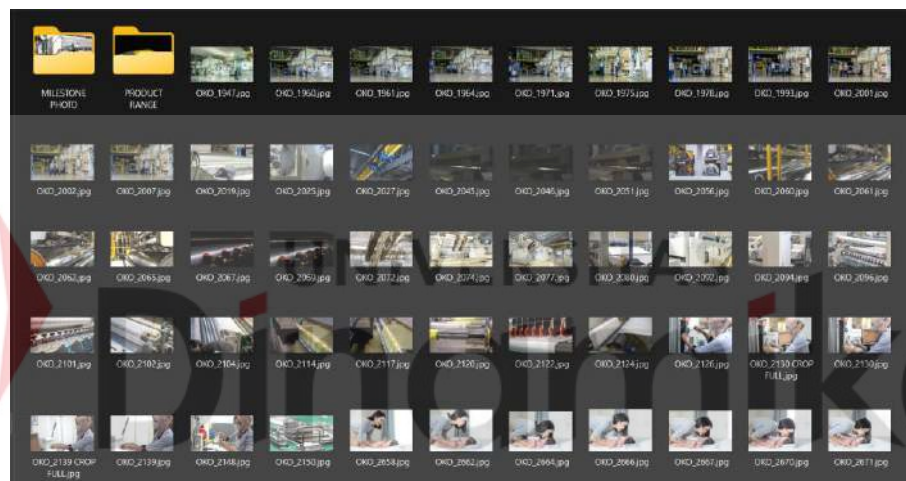 MILESTONE PHOTO
PRODUCT RANGE
OKO_1947.jpg
OKO_1960.jpg
OKO_1961.jpg
OKO_1964.jpg
OKO_1971.jpg
OKO_1975.jpg
OKO_1978.jpg
OKO_1993.jpg
OKO_2001.jpg
OKO_2002.jpg
OKO_2007.jpg
OKO_2019.jpg
OKO_2025.jpg
OKO_2027.jpg
OKO_2045.jpg
OKO_2046.jpg
OKO_2051.jpg
OKO_2056.jpg
OKO_2060.jpg
OKO_2061.jpg
OKO_2062.jpg
OKO_2065.jpg
OKO_2067.jpg
OKO_2069.jpg
OKO_2072.jpg
OKO_2074.jpg
OKO_2077.jpg
OKO_2080.jpg
OKO_2092.jpg
OKO_2094.jpg
OKO_2096.jpg
OKO_2101.jpg
OKO_2102.jpg
OKO_2104.jpg
OKO_2114.jpg
OKO_2117.jpg
OKO_2120.jpg
OKO_2122.jpg
OKO_2124.jpg
OKO_2126.jpg
OKO_2130 CROP FULL.jpg
OKO_2130.jpg
OKO_2139 CROP FULL.jpg
OKO_2139.jpg
OKO_2148.jpg
OKO_2150.jpg
OKO_2658.jpg
OKO_2662.jpg
OKO_2664.jpg
OKO_2666.jpg
OKO_2667.jpg
OKO_2670.jpg
OKO_2671.jpg
Dinamika